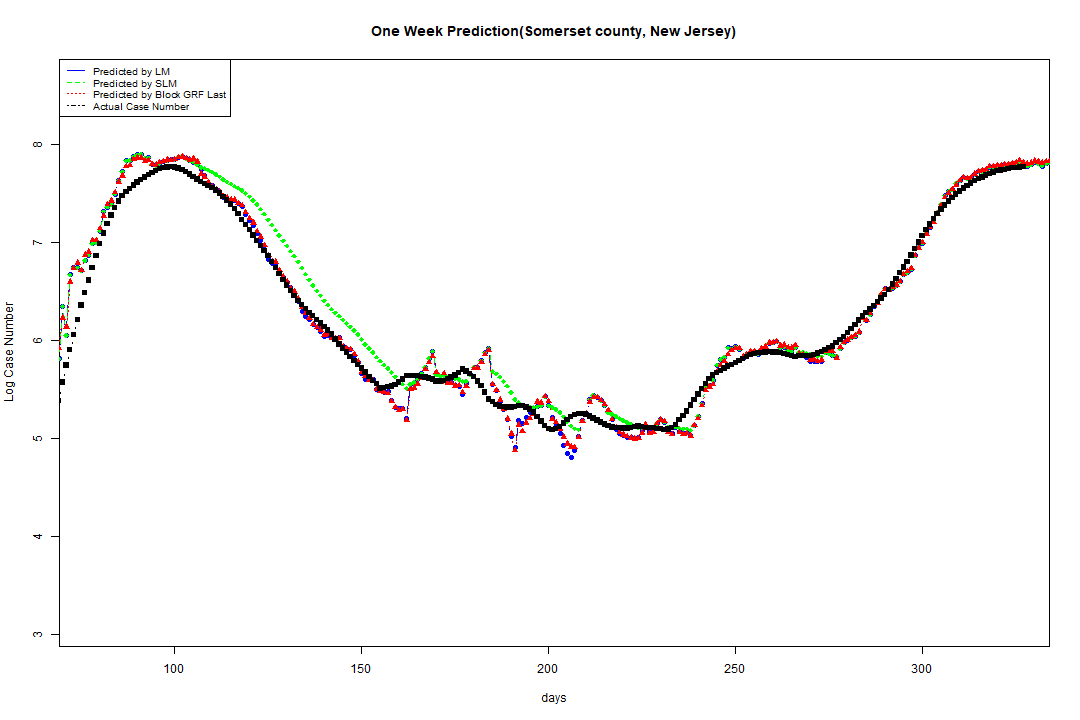 One Week Prediction(Somerset county, New Jersey)
Predicted by LM
Predicted by SLM
Predicted by Block GRF Last
Actual Case Number
8
7
6
5
4
3
Log Case Number
100 150 200 250 300
days